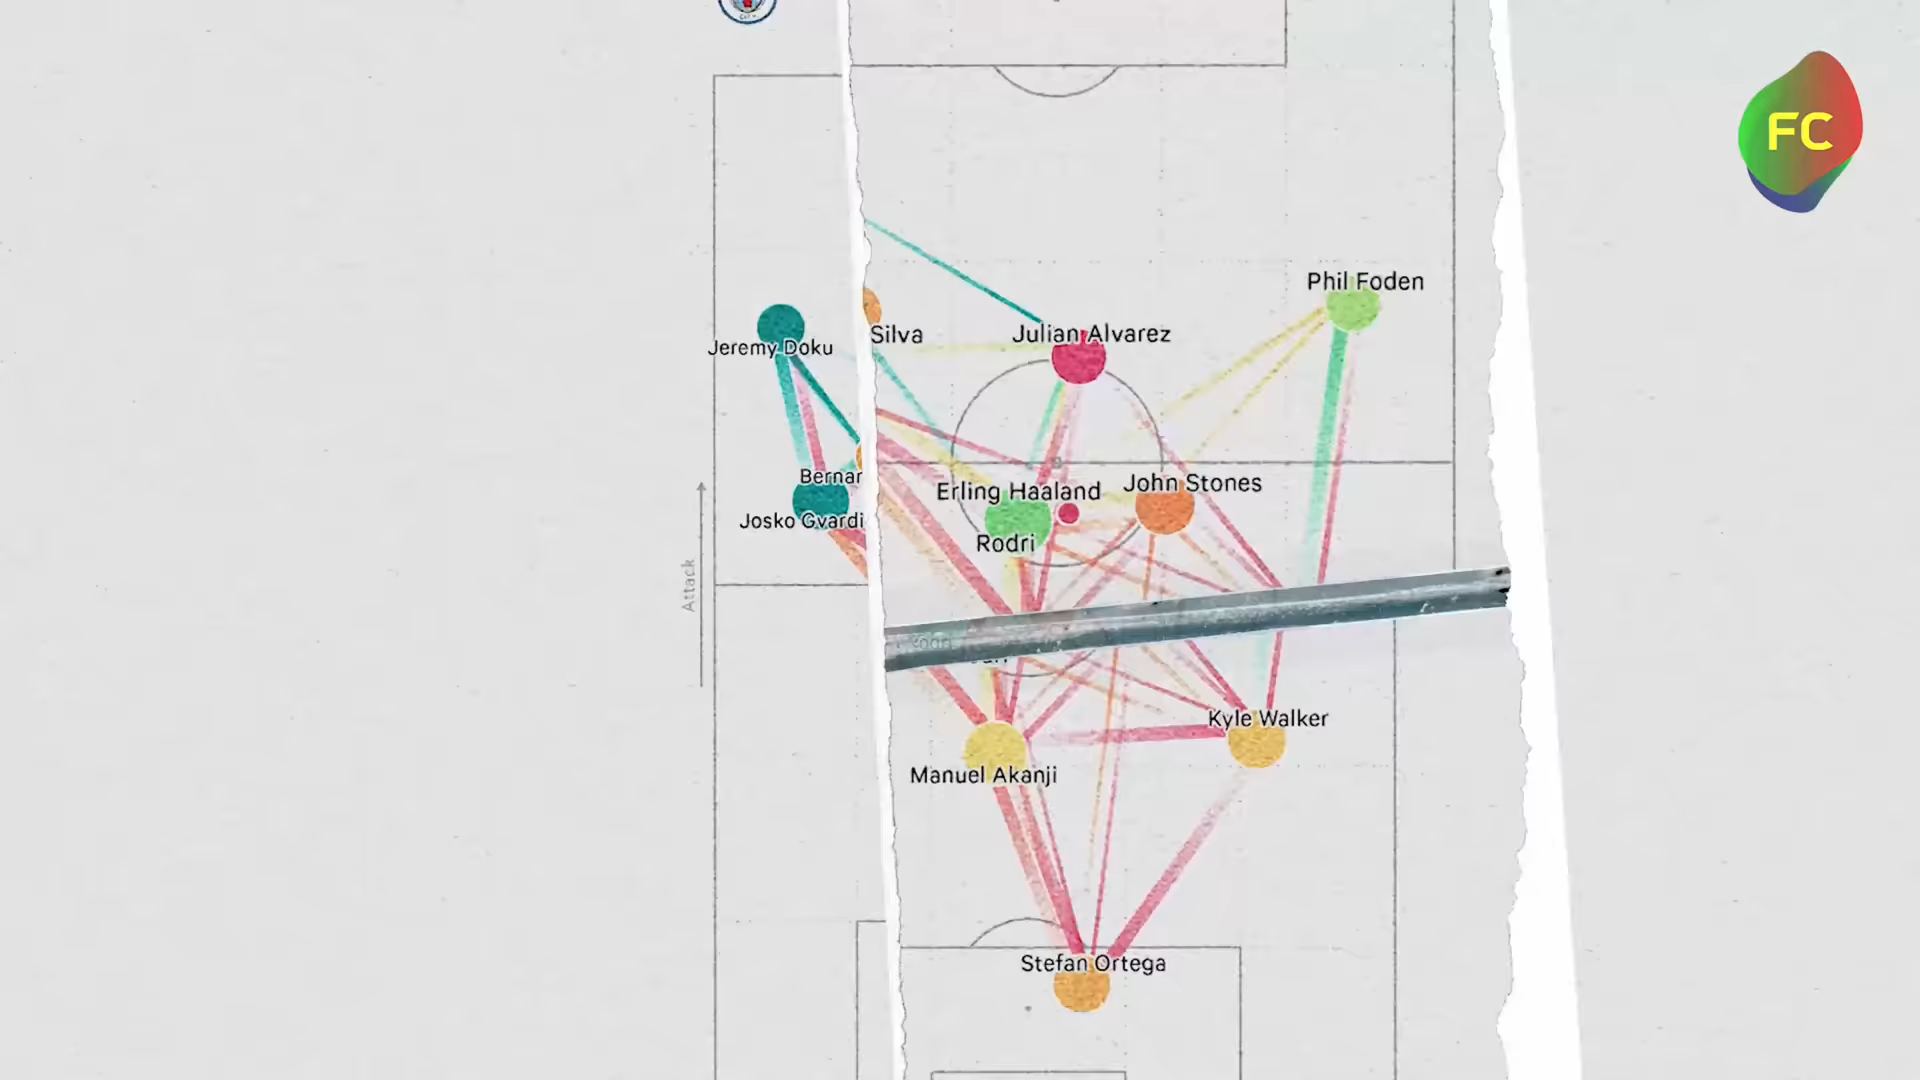 CITY
FC
Phil Foden
Silva
Julian Alvarez
Jeremy Doku
Bernar
Erling Haaland
John Stones
Josko Gvardi
Rodri
Attack
Kyle Walker
Manuel Akanji
Stefan Ortega